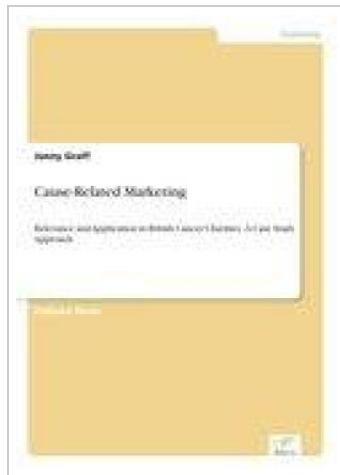 Jenny Graff
Cause-Related Marketing
Relevance and Application in British Cancer Charities. A Case Study
Approach